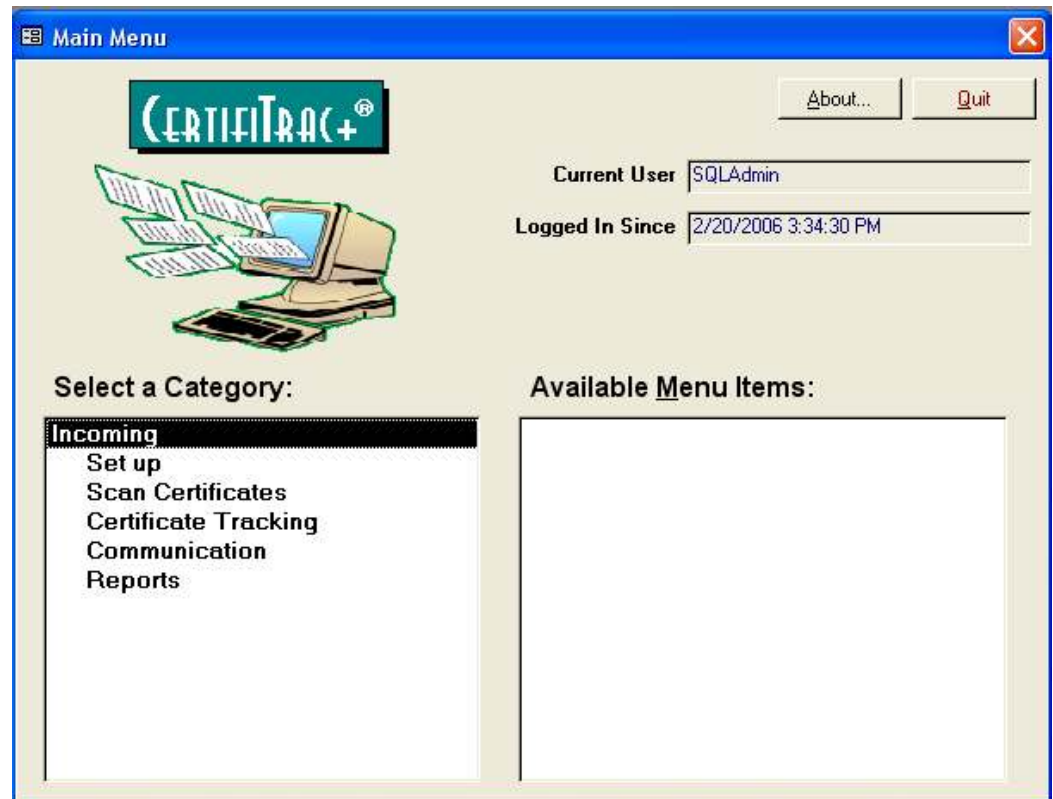 Main Menu
CERTIFITRAC+®
About...
Quit
Current User SQLAdmin
Logged In Since 2/20/2006 3:34:30 PM
Select a Category:
Available Menu Items:
Incoming
Set up
Scan Certificates
Certificate Tracking
Communication
Reports